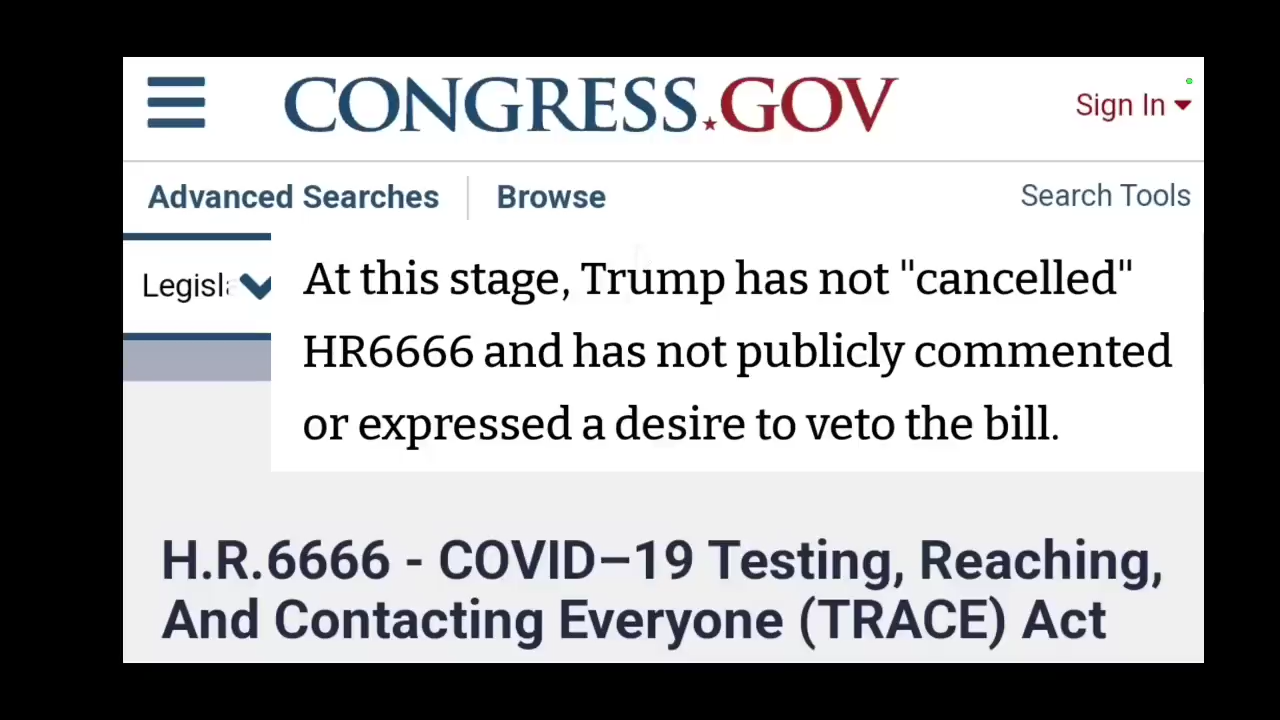 CONGRESS.GOV
Sign In
Advanced Searches
Browse
Search Tools
At this stage, Trump has not "cancelled"
HR6666 and has not publicly commented
or expressed a desire to veto the bill.
H.R.6666 - COVID–19 Testing, Reaching,
And Contacting Everyone (TRACE) Act